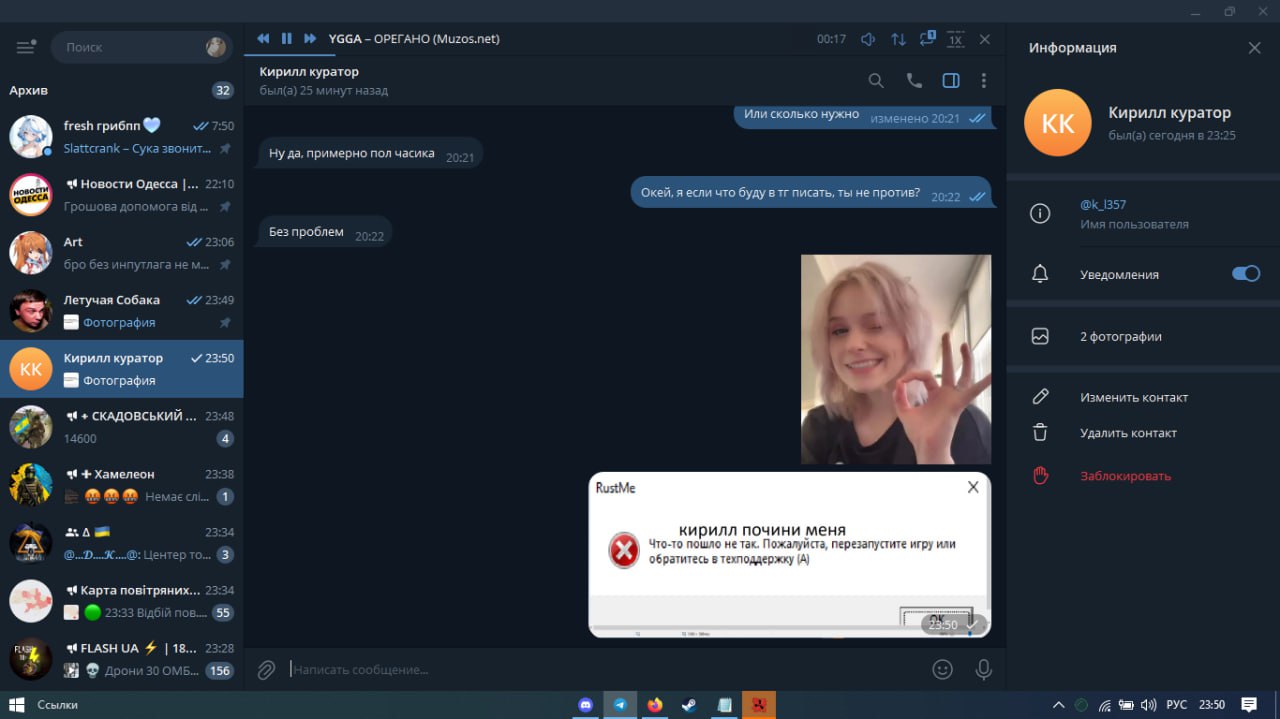 Поиск
Архив
32
fresh грибпп
7:50
Slattcrank – Сука звонит...
НОВОСТИ
ОДЕССА
Новости Одесса |...
22:10
Грошова допомога від ...
Art
23:06
бро без инпутлага не м...
Летучая Собака
23:49
Фотография
КК
Кирилл куратор
23:50
Фотография
+ СКАДОВСЬКИЙ ...
23:48
14600
4
Хамелеон
23:38
Немає слі...
1
Δ
23:34
@...D....K....@: Центер то...
3
Карта повітряних...
23:34
23:33 Відбій пов....
55
FLASH UA ⚡ | 18...
23:28
Дрони 30 ОМБ...
156
YGGA – ОРЕГАНО (Muzos.net)
00:17
1
1X
Кирилл куратор
был(а) 25 минут назад
Или сколько нужно
изменено 20:21
Ну да, примерно пол часика
20:21
Окей, я если что буду в тг писать, ты не против?
20:22
Без проблем
20:22
RustMe
кирилл почини меня
Что-то пошло не так. Пожалуйста, перезапустите игру или
обратитесь в техподдержку (A)
OK
23:50
Написать сообщение...
Информация
КК
Кирилл куратор
был(а) сегодня в 23:25
@k_l357
Имя пользователя
Уведомления
2 фотографии
Изменить контакт
Удалить контакт
Заблокировать
Ссылки
РУС
23:50